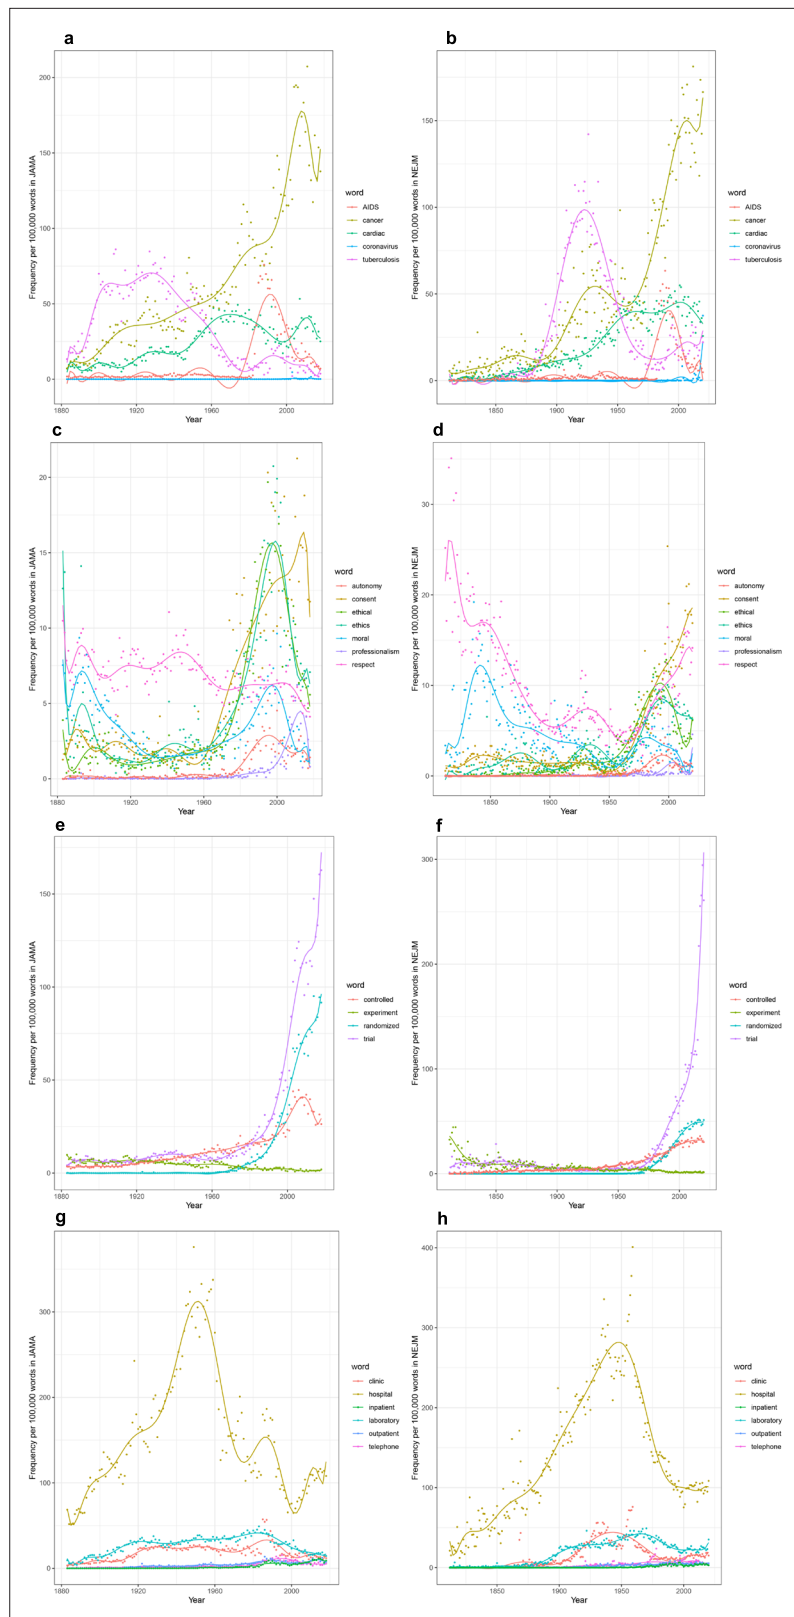 a
Frequency per 100,000 words in JAMA
200
150
100
50
0
1880
1920
1960
2000
Year
word
AIDS
cancer
cardiac
coronavirus
tuberculosis
b
Frequency per 100,000 words in NEJM
150
100
50
0
1850
1900
1950
2000
Year
word
AIDS
cancer
cardiac
coronavirus
tuberculosis
c
Frequency per 100,000 words in JAMA
20
15
10
5
0
1880
1920
1960
2000
Year
word
autonomy
consent
ethical
ethics
moral
professionalism
respect
d
Frequency per 100,000 words in NEJM
30
20
10
0
1850
1900
1950
2000
Year
word
autonomy
consent
ethical
ethics
moral
professionalism
respect
e
Frequency per 100,000 words in JAMA
150
100
50
0
1880
1920
1960
2000
Year
word
controlled
experiment
randomized
trial
f
Frequency per 100,000 words in NEJM
300
200
100
0
1850
1900
1950
2000
Year
word
controlled
experiment
randomized
trial
g
Frequency per 100,000 words in JAMA
300
200
100
0
1880
1920
1960
2000
Year
word
clinic
hospital
inpatient
laboratory
outpatient
telephone
h
Frequency per 100,000 words in NEJM
400
300
200
100
0
1850
1900
1950
2000
Year
word
clinic
hospital
inpatient
laboratory
outpatient
telephone